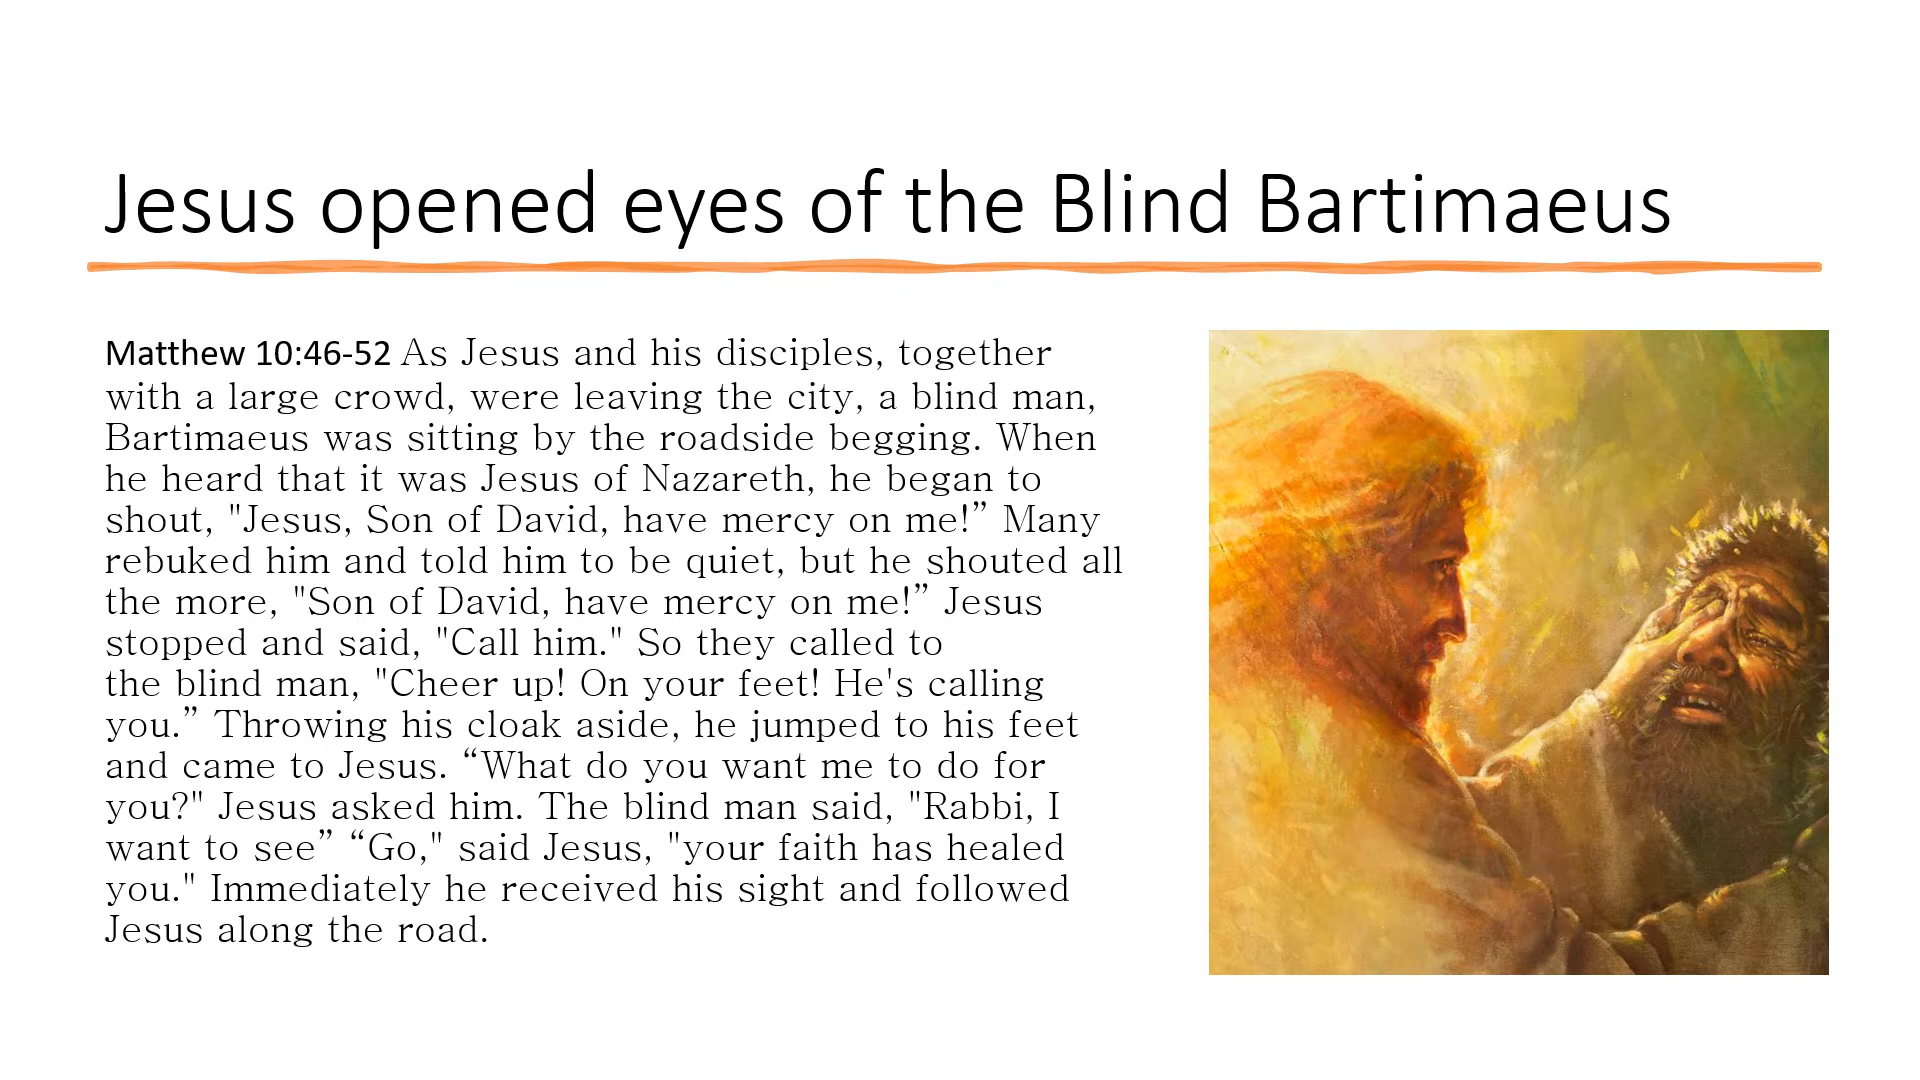 Jesus opened eyes of the Blind Bartimaeus
Matthew 10:46-52 As Jesus and his disciples, together
with a large crowd, were leaving the city, a blind man,
Bartimaeus was sitting by the roadside begging. When
he heard that it was Jesus of Nazareth, he began to
shout, "Jesus, Son of David, have mercy on me!” Many
rebuked him and told him to be quiet, but he shouted all
the more, "Son of David, have mercy on me!” Jesus
stopped and said, "Call him." So they called to
the blind man, "Cheer up! On your feet! He's calling
you.” Throwing his cloak aside, he jumped to his feet
and came to Jesus. “What do you want me to do for
you?" Jesus asked him. The blind man said, "Rabbi, I
want to see” “Go," said Jesus, "your faith has healed
you." Immediately he received his sight and followed
Jesus along the road.